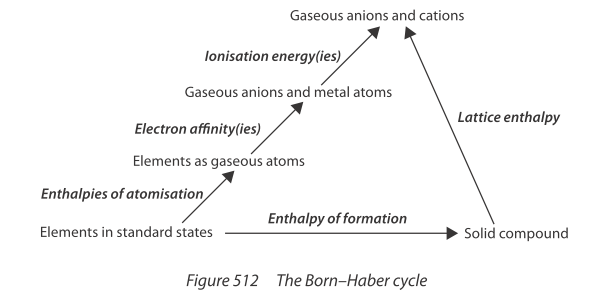 Gaseous anions and cations
Ionisation energy(ies)
Gaseous anions and metal atoms
Electron affinity(ies)
Lattice enthalpy
Elements as gaseous atoms
Enthalpies of atomisation
Enthalpy of formation
Elements in standard states
Solid compound
Figure 512 The Born–Haber cycle